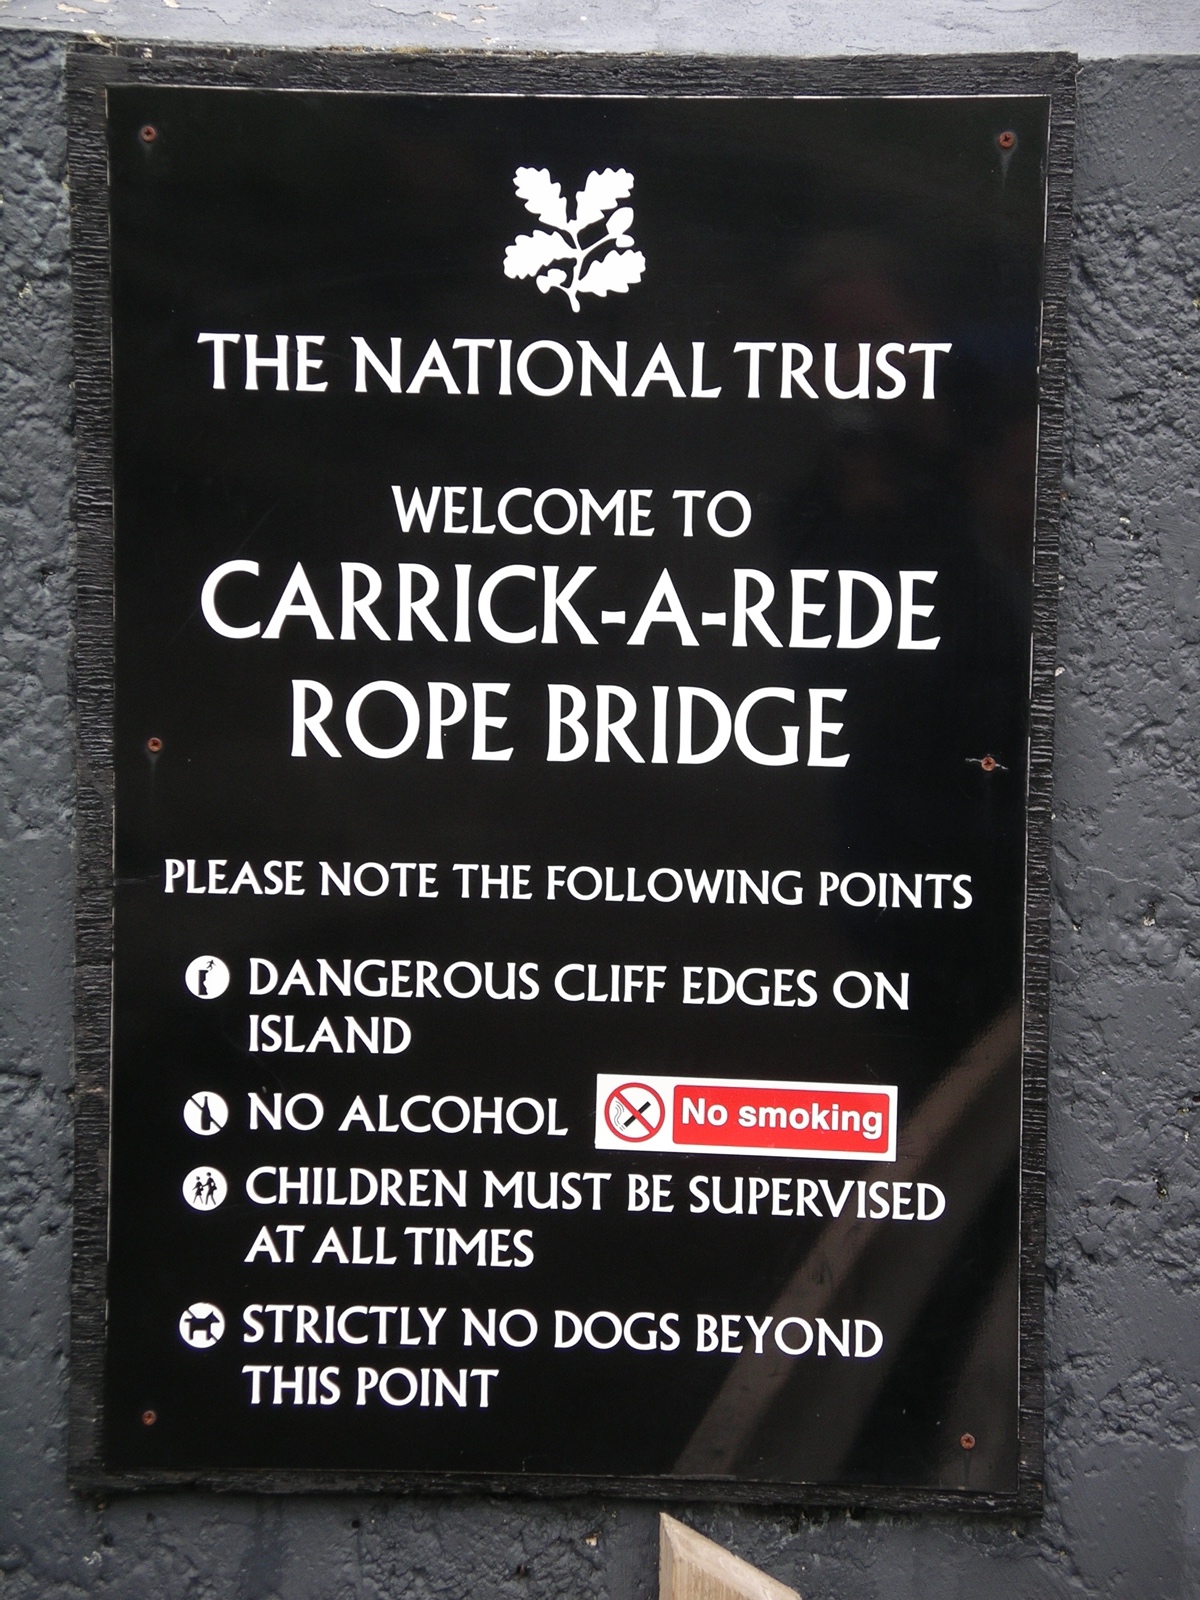 THE NATIONAL TRUST
WELCOME TO
CARRICK-A-REDE
ROPE BRIDGE
PLEASE NOTE THE FOLLOWING POINTS
DANGEROUS CLIFF EDGES ON
ISLAND
NO ALCOHOL No smoking
CHILDREN MUST BE SUPERVISED
AT ALL TIMES
STRICTLY NO DOGS BEYOND
THIS POINT